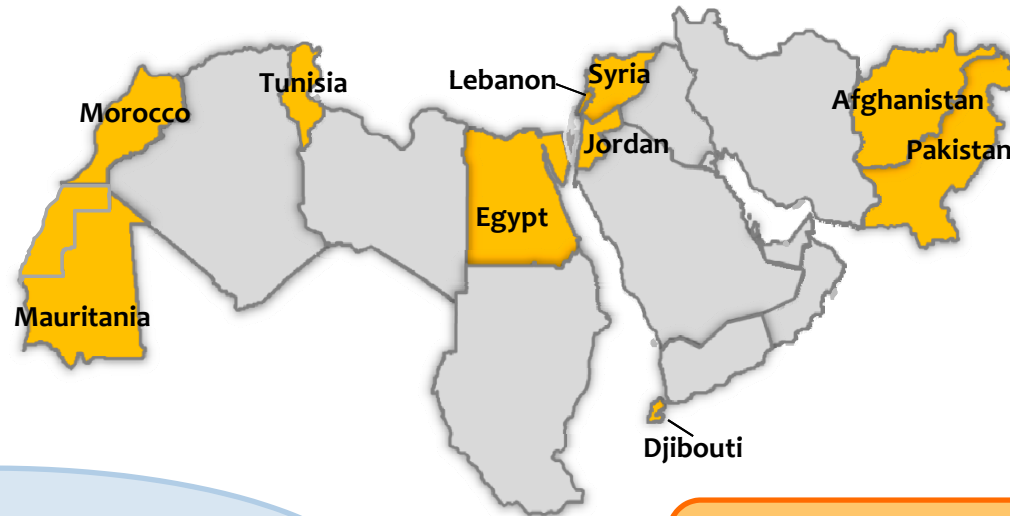 Syria
Lebanon
Tunisia
Afghanistan
Morocco
Jordan
Pakistan
Egypt
Mauritania
Djibouti